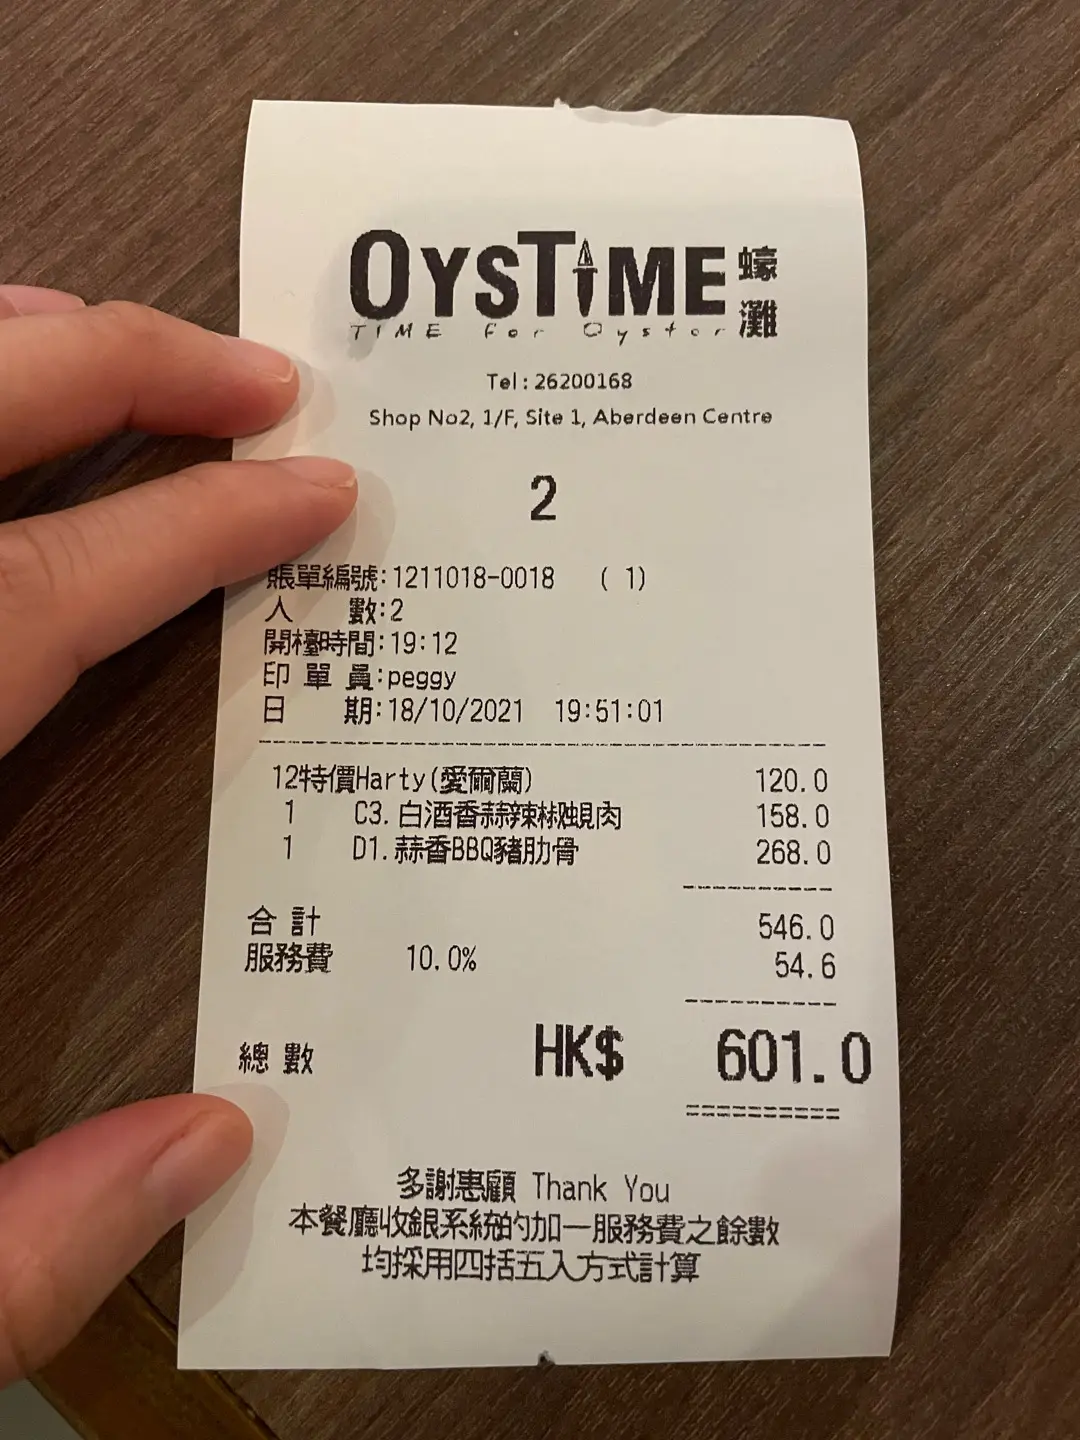 OYSTIME 蠔灘
TIME for Oyster
Tel : 26200168
Shop No2, 1/F, Site 1, Aberdeen Centre
2
賬單編號:1211018-0018 ( 1)
人 數:2
開檯時間:19:12
印 單 員:peggy
日 期:18/10/2021 19:51:01
12特價Harty(愛爾蘭) 120.0
1 C3. 白酒香蒜辣椒蜆肉 158.0
1 D1. 蒜香BBQ豬肋骨 268.0
合 計 546.0
服務費 10.0% 54.6
總 數 HK$ 601.0
多謝惠顧 Thank You
本餐廳收銀系統的加一服務費之餘數
均採用四括五入方式計算